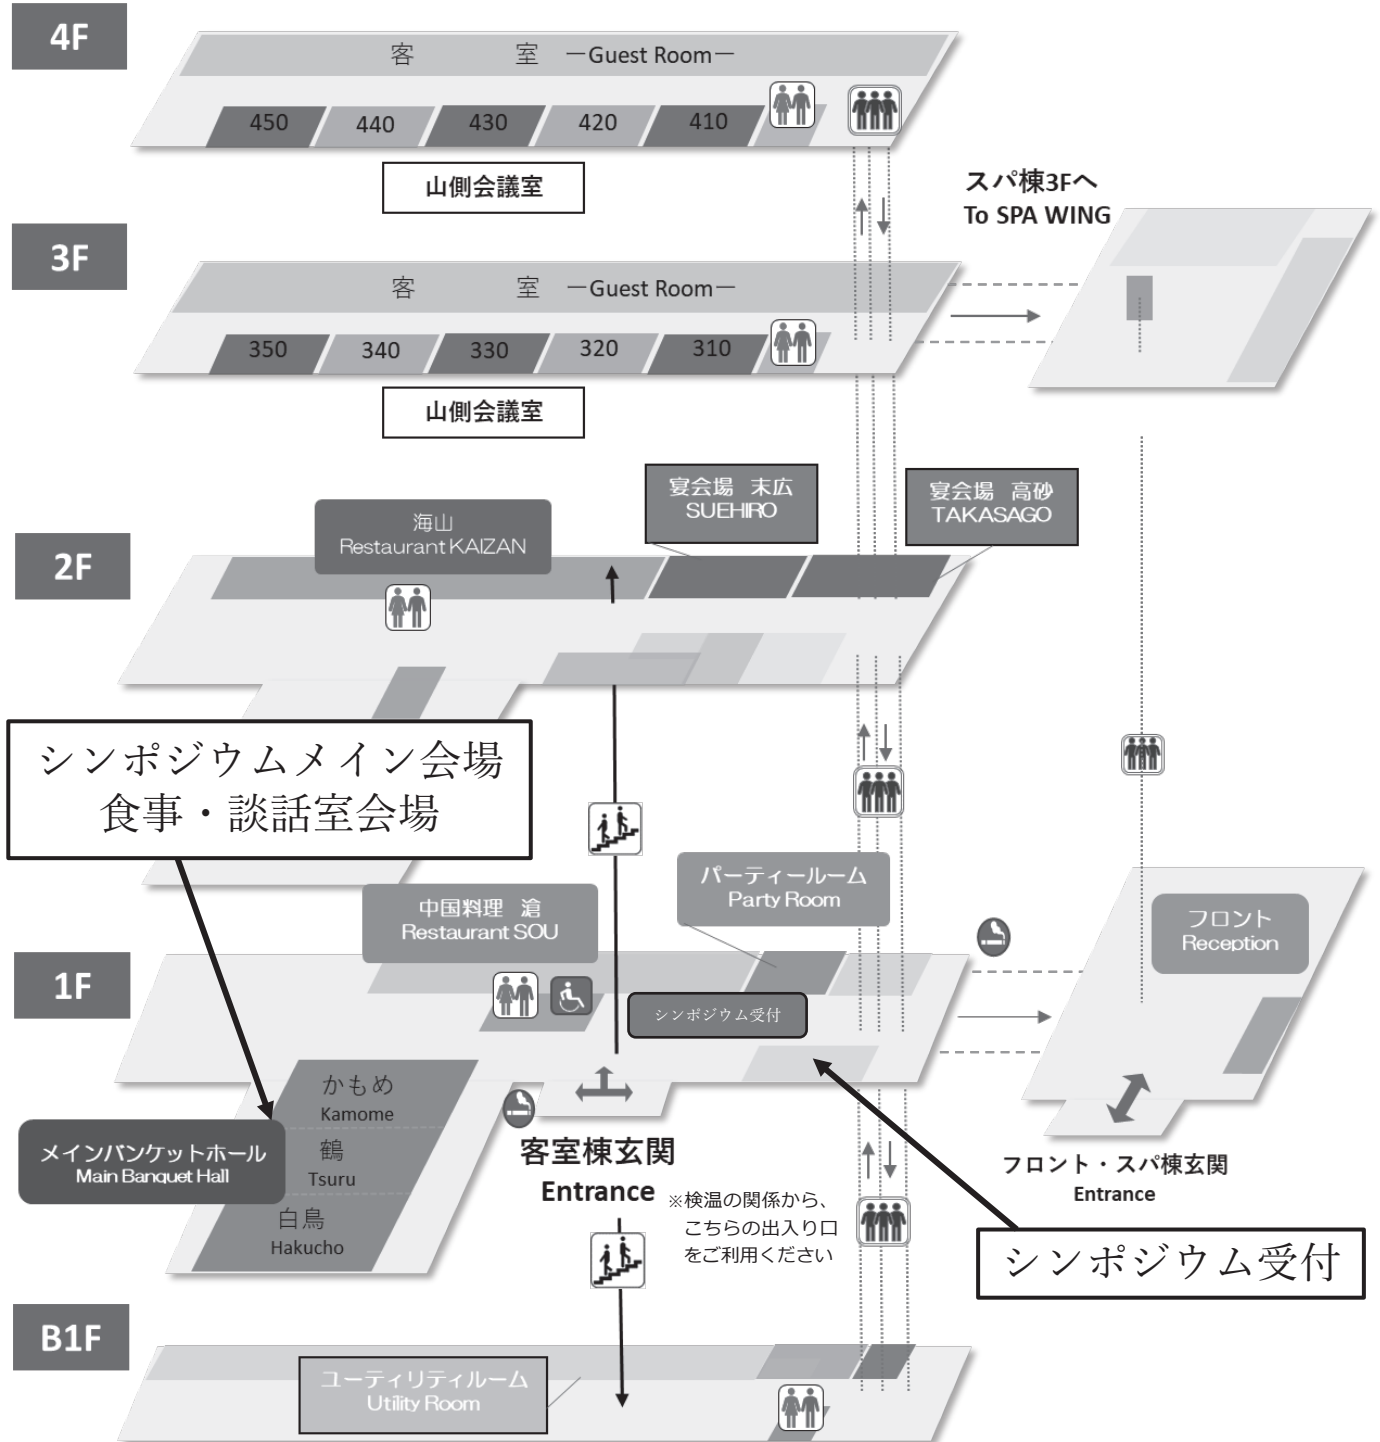 4F
客 室 ーGuest Roomー
450 440 430 420 410
山側会議室
スパ棟3Fへ
To SPA WING
3F
客 室 ーGuest Roomー
350 340 330 320 310
山側会議室
宴会場 末広
SUEHIRO
宴会場 高砂
TAKASAGO
2F
海山
Restaurant KAIZAN
シンポジウムメイン会場
食事・談話室会場
パーティールーム
Party Room
中国料理 滄
Restaurant SOU
フロント
Reception
1F
シンポジウム受付
かもめ
Kamome
鶴
Tsuru
白鳥
Hakucho
メインバンケットホール
Main Banquet Hall
客室棟玄関
Entrance
※検温の関係から、
こちらの出入り口
をご利用ください
フロント・スパ棟玄関
Entrance
シンポジウム受付
B1F
ユーティリティルーム
Utility Room